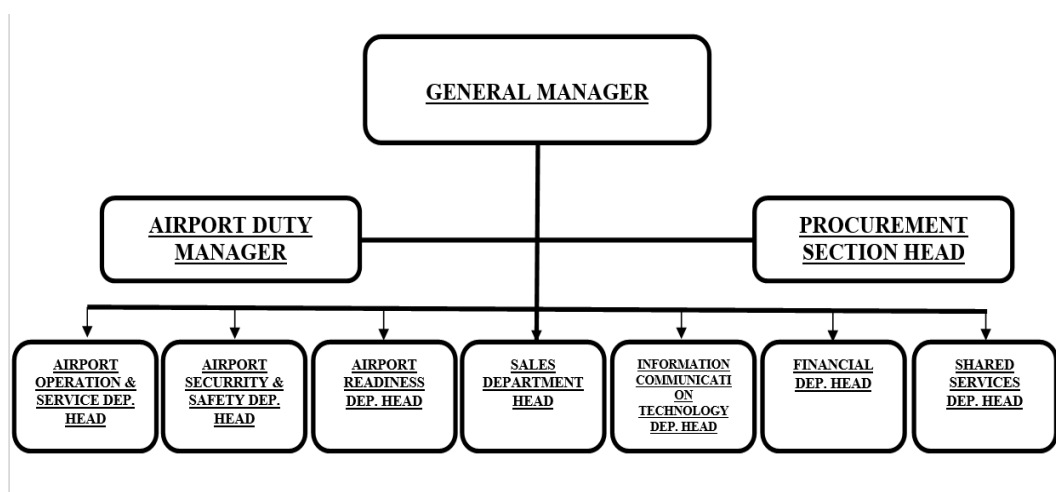 GENERAL MANAGER
AIRPORT DUTY
MANAGER
PROCUREMENT
SECTION HEAD
AIRPORT
OPERATION &
SERVICE DEP.
HEAD
AIRPORT
SECURRITY &
SAFETY DEP.
HEAD
AIRPORT
READINESS
DEP. HEAD
SALES
DEPARTMENT
HEAD
INFORMATION
COMMUNICATI
ON
TECHNOLOGY
DEP. HEAD
FINANCIAL
DEP. HEAD
SHARED
SERVICES
DEP. HEAD